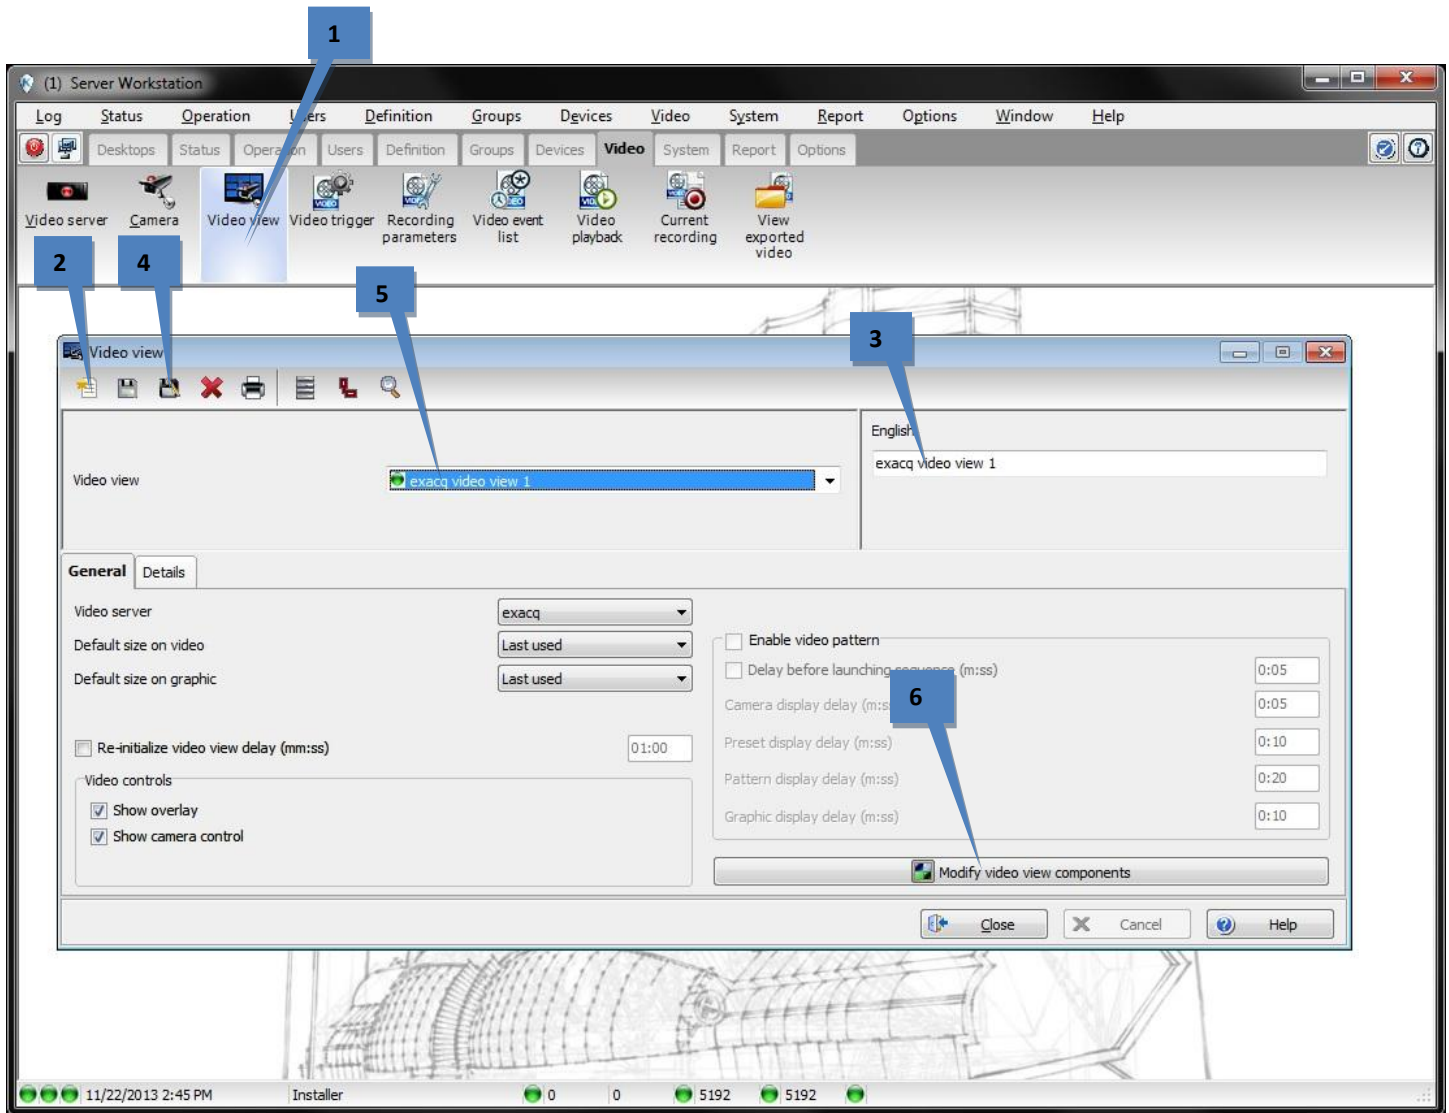 1
(1) Server Workstation
Log Status Operation Users Definition Groups Devices Video System Report Options Window Help
Desktops Status Operation Users Definition Groups Devices Video System Report Options
Video server Camera Video view Video trigger Recording parameters Video event list Video playback Current recording View exported video
2 4 5
3
Video view
English
exacq video view 1
Video view exacq video view 1
General Details
Video server exacq
Default size on video Last used
Default size on graphic Last used
Enable video pattern
Delay before launching sequence (m:ss) 0:05
6
Camera display delay (m:ss) 0:05
Re-initialize video view delay (mm:ss) 01:00
Preset display delay (m:ss) 0:10
Video controls
Pattern display delay (m:ss) 0:20
Show overlay
Graphic display delay (m:ss) 0:10
Show camera control
Modify video view components
Close Cancel Help
11/22/2013 2:45 PM Installer 0 0 5192 5192